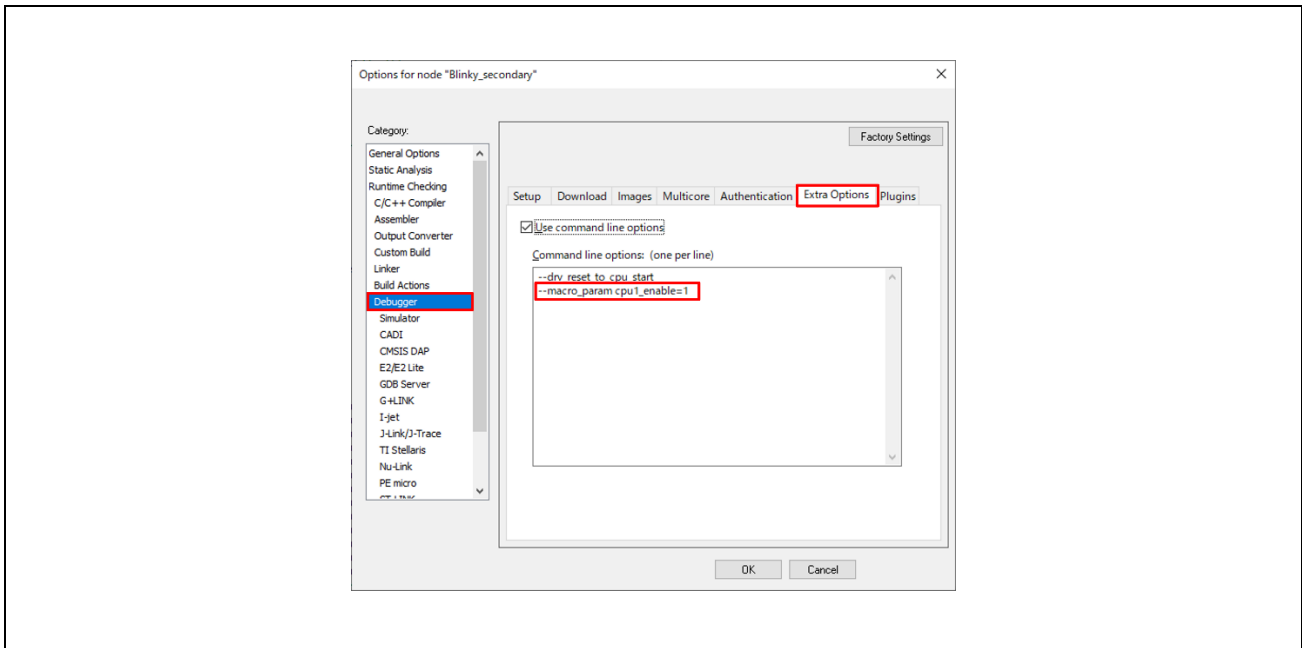 Options for node "Blinky_secondary"
Category:
Factory Settings
General Options
Static Analysis
Runtime Checking
C/C++ Compiler
Assembler
Output Converter
Custom Build
Linker
Build Actions
Debugger
Simulator
CADI
CMSIS DAP
E2/E2 Lite
GDB Server
G+LINK
I-jet
J-Link/J-Trace
TI Stellaris
Nu-Link
PE micro
Setup Download Images Multicore Authentication Extra Options Plugins
Use command line options
Command line options: (one per line)
--drv_reset_to_cpu_start
--macro_param cpu1_enable=1
OK Cancel